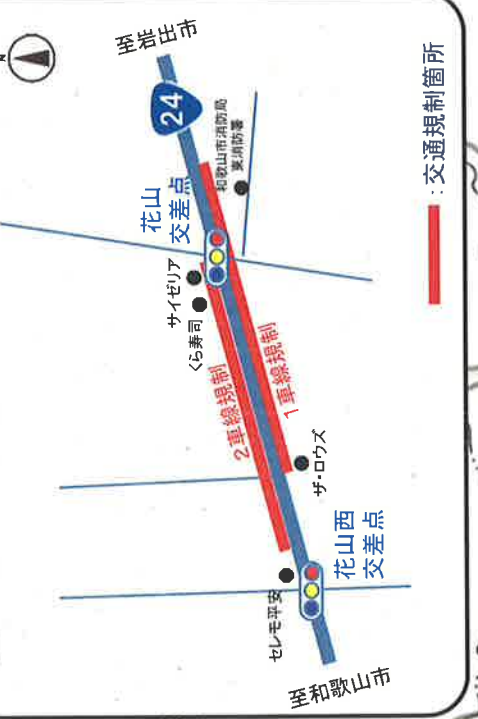 N
至岩出市
24
和歌山市消防局
東消防署
花山
交差点
サイゼリア
くら寿司
2車線規制
1車線規制
ザ・ロウズ
花山西
交差点
セレモ平安
至和歌山市
:交通規制箇所